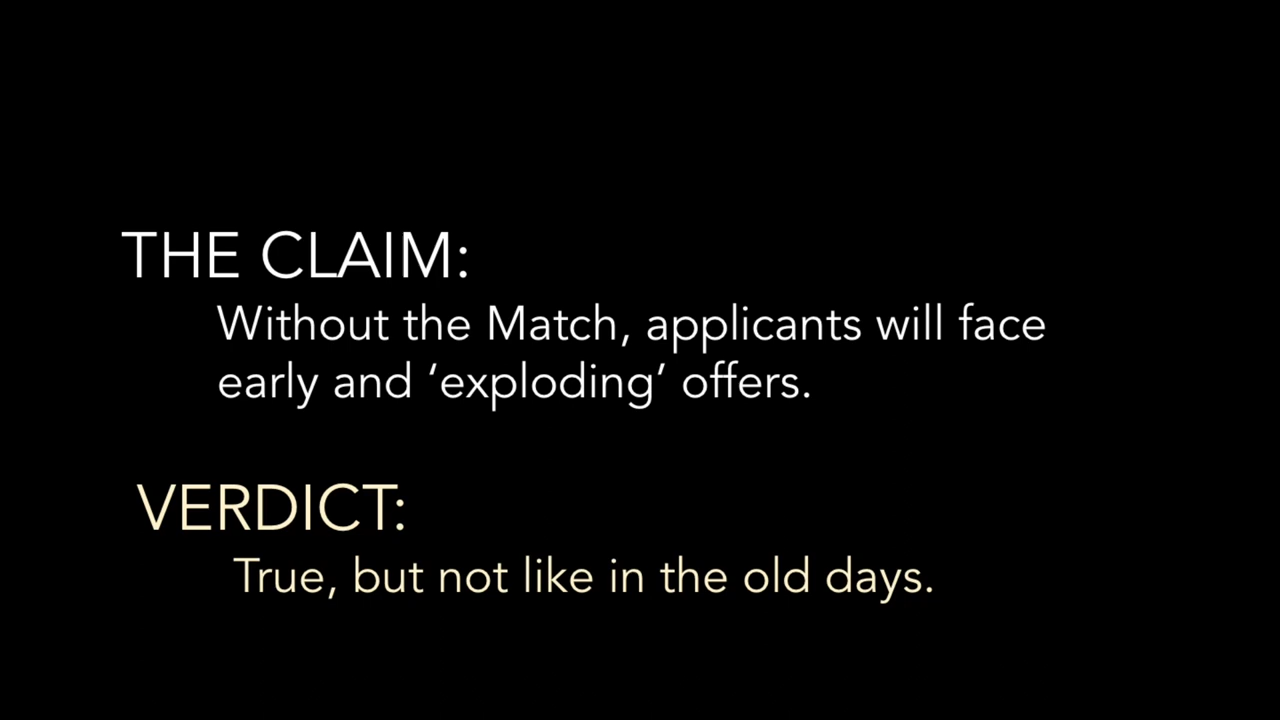 THE CLAIM:
Without the Match, applicants will face
early and ‘exploding’ offers.
VERDICT:
True, but not like in the old days.